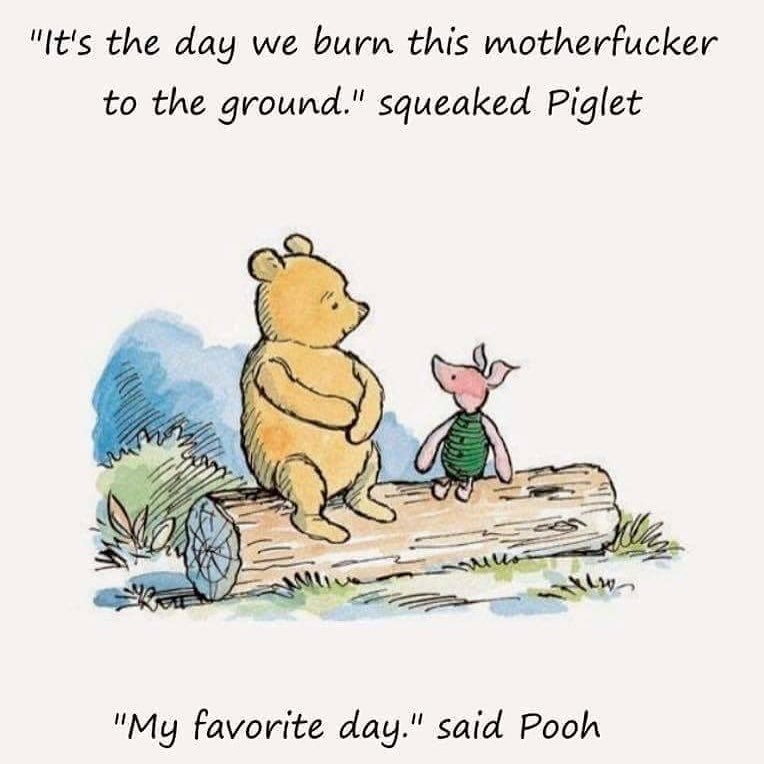 "It's the day we burn this motherfucker
to the ground." squeaked Piglet
"My favorite day." said Pooh